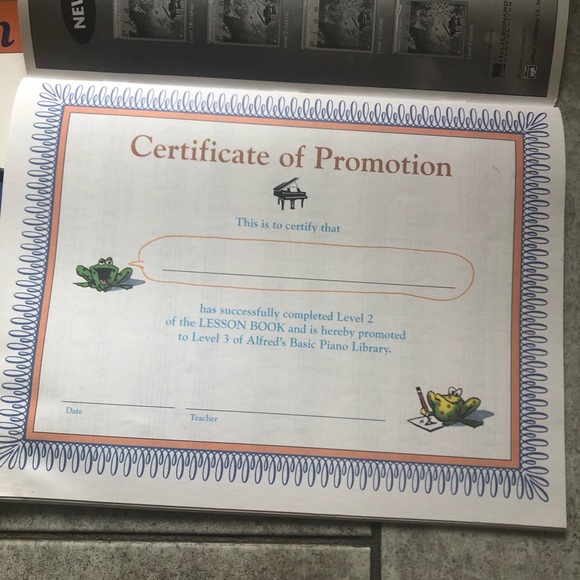 NEW
Certificate of Promotion
This is to certify that
has successfully completed Level 2
of the LESSON BOOK and is hereby promoted
to Level 3 of Alfred's Basic Piano Library.
Date
Teacher